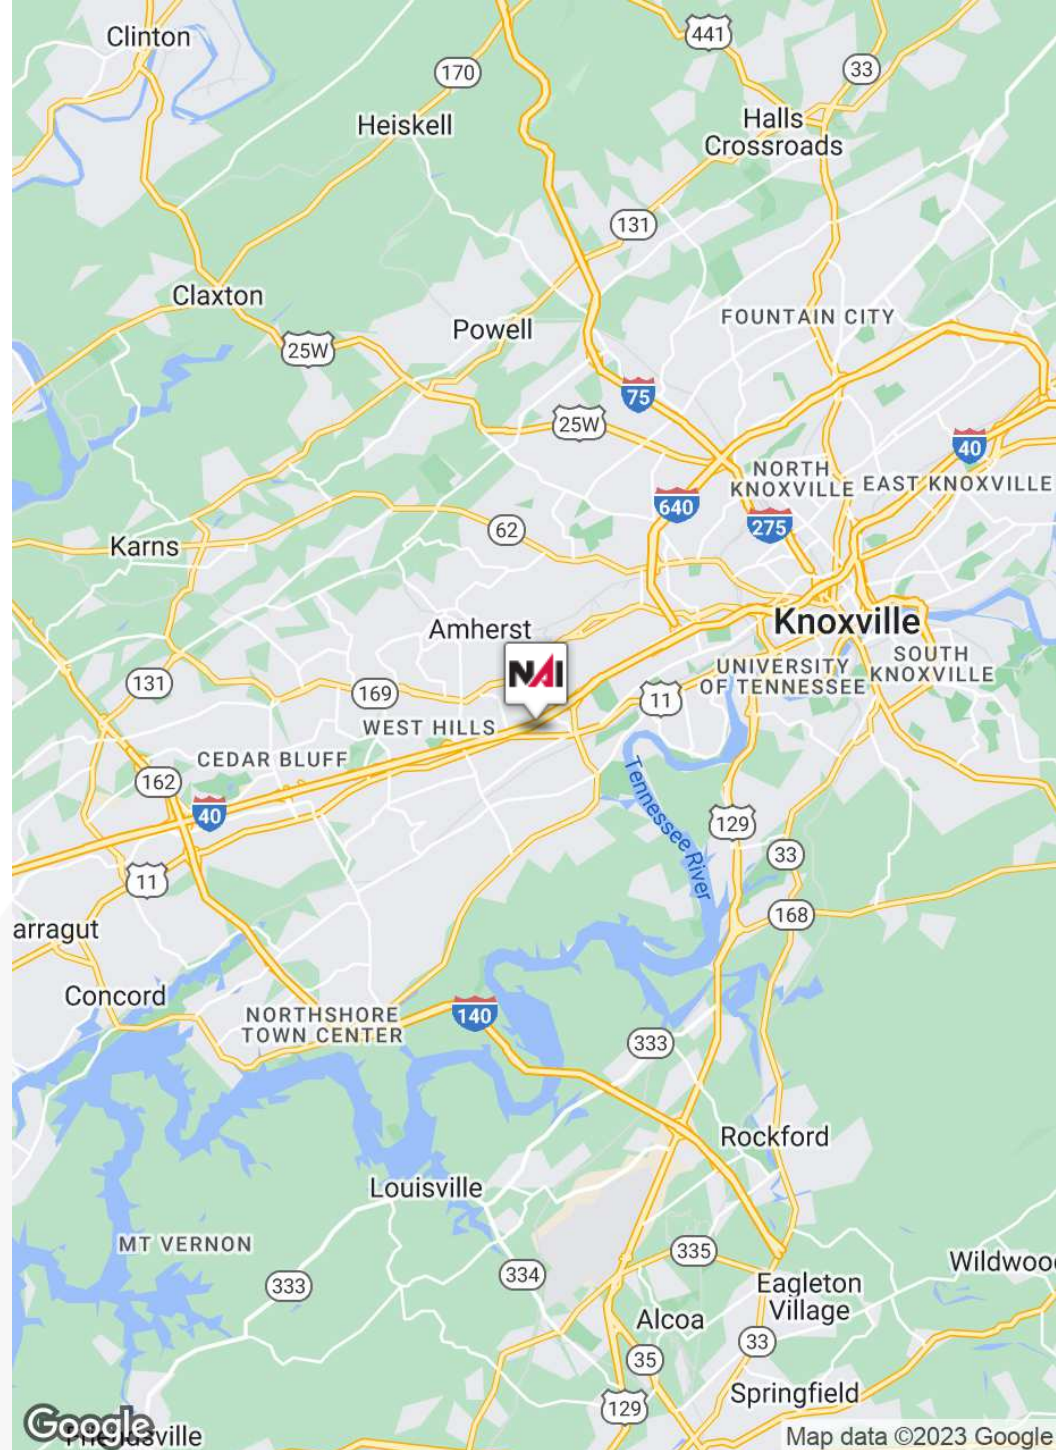 Clinton
441
170
33
Heiskell
Halls
Crossroads
131
Claxton
Powell
FOUNTAIN CITY
25W
75
25W
40
NORTH
KNOXVILLE
EAST KNOXVILLE
640
275
62
Karns
Amherst
Knoxville
NAI
UNIVERSITY
OF TENNESSEE
SOUTH
KNOXVILLE
131
169
11
WEST HILLS
CEDAR BLUFF
162
40
Tennessee River
129
33
11
168
arragut
Concord
NORTHSHORE
TOWN CENTER
140
333
Rockford
Louisville
MT VERNON
335
Wildwoo
333
334
Eagleton
Village
Alcoa
33
35
Springfield
129
Google
Friendsville
Map data ©2023 Google